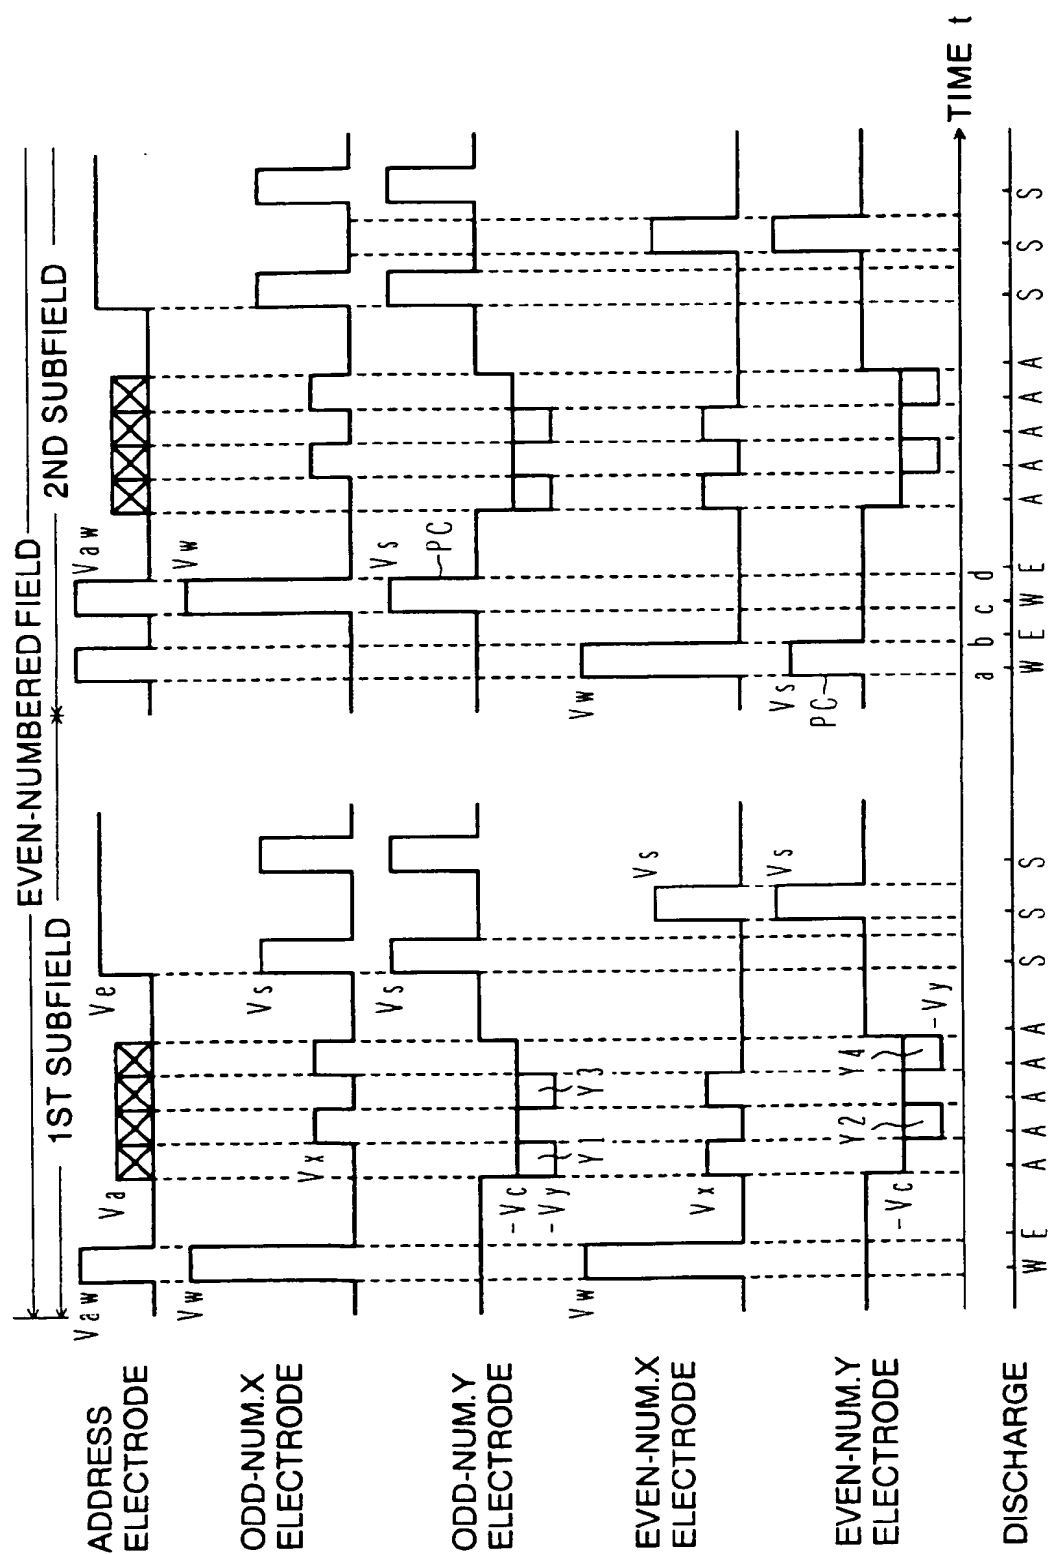 EVEN-NUMBERED FIELD
1ST SUBFIELD
2ND SUBFIELD
ADDRESS
ELECTRODE
Vaw
Va
Ve
Vaw
ODD-NUM.X
ELECTRODE
Vw
Vx
Vs
Vw
ODD-NUM.Y
ELECTRODE
-Vc
-Vy
Y1
Y3
Vs
Vs
PC
EVEN-NUM.X
ELECTRODE
Vw
Vx
Vs
Vw
EVEN-NUM.Y
ELECTRODE
-Vc
Y2
Y4
-Vy
Vs
Vs
PC
a b c d
TIME t
DISCHARGE
W E A A A A A S S S W E W E A A A A A S S S